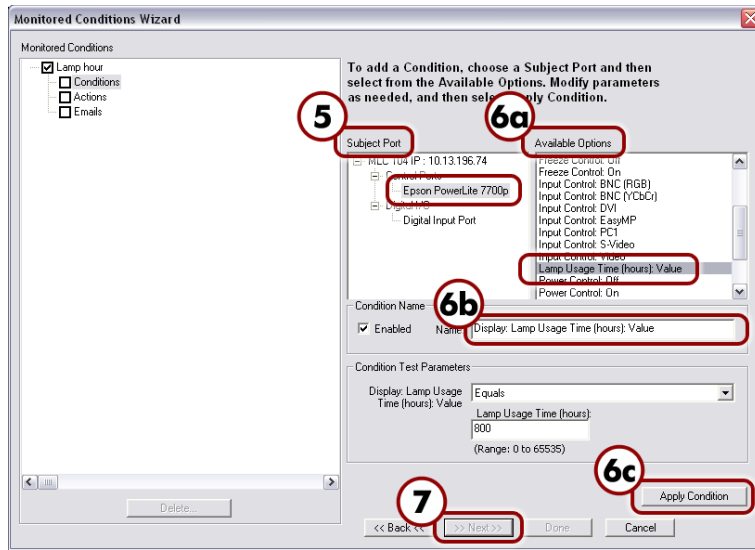 Monitored Conditions Wizard
Monitored Conditions
Lamp hour
Conditions
Actions
Emails
Delete...
To add a Condition, choose a Subject Port and then
select from the Available Options. Modify parameters
as needed, and then select Apply Condition.
5
Subject Port
MLC 104 IP : 10.13.196.74
Control Ports
Epson PowerLite 7700p
Digital I/O
Digital Input Port
6a
Available Options
Freeze Control: Off
Freeze Control: On
Input Control: BNC (RGB)
Input Control: BNC (YCbCr)
Input Control: DVI
Input Control: EasyMP
Input Control: PC1
Input Control: S-Video
Input Control: Video
Lamp Usage Time (hours): Value
Power Control: Off
Power Control: On
Condition Name
6b
Enabled
Name
Display: Lamp Usage Time (hours): Value
Condition Test Parameters
Display: Lamp Usage
Time (hours): Value
Equals
Lamp Usage Time (hours):
800
(Range: 0 to 65535)
6c
Apply Condition
7
<< Back <<
>> Next >>
Done
Cancel